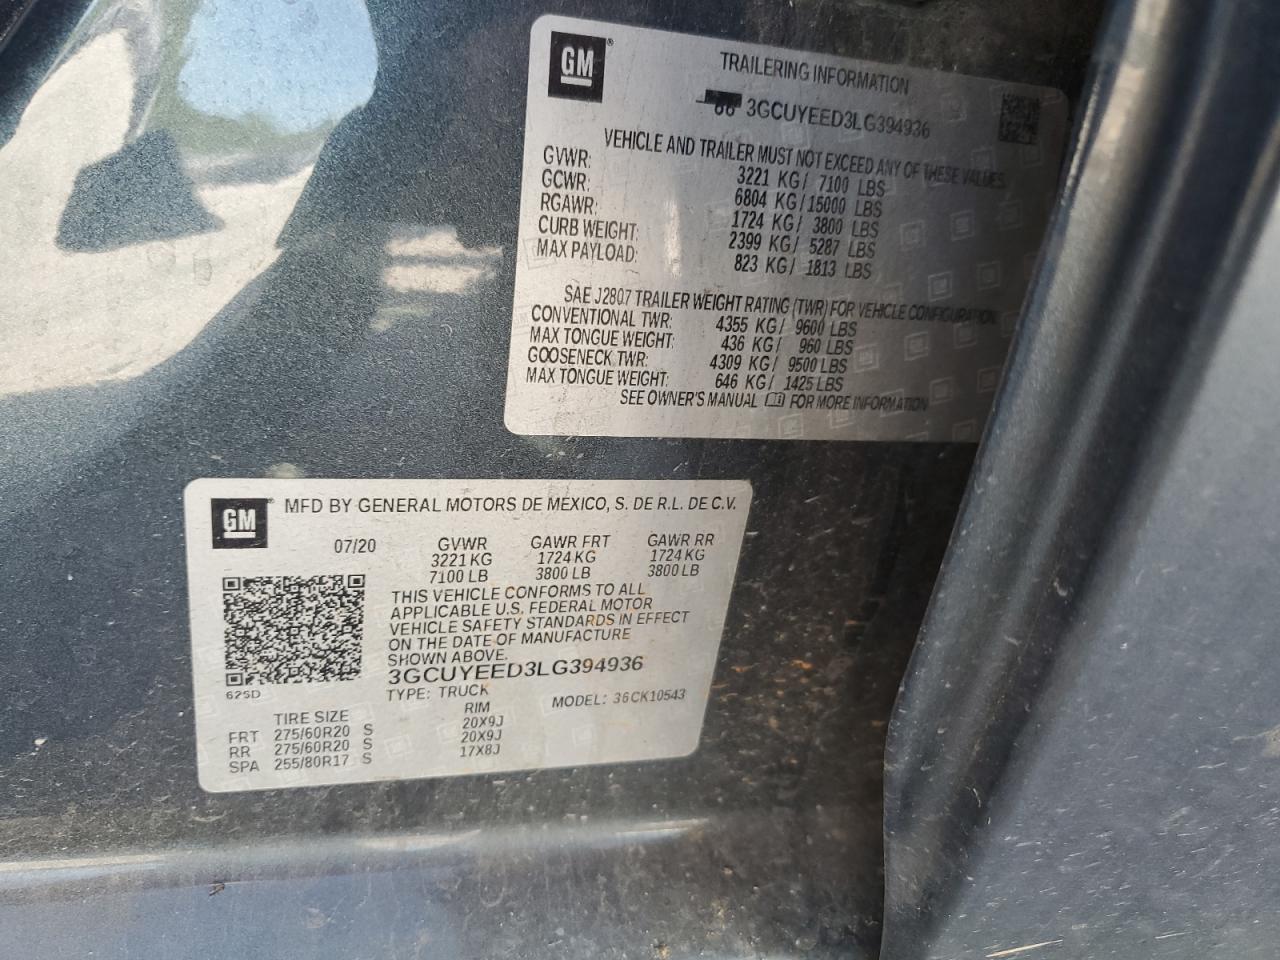 GM®
TRAILERING INFORMATION
3GCUYEED3LG394936
VEHICLE AND TRAILER MUST NOT EXCEED ANY OF THESE VALUES.
GVWR: 3221 KG/ 7100 LBS
GCWR: 6804 KG/15000 LBS
RGAWR: 1724 KG/ 3800 LBS
CURB WEIGHT: 2399 KG/ 5287 LBS
MAX PAYLOAD: 823 KG/ 1813 LBS
SAE J2807 TRAILER WEIGHT RATING (TWR) FOR VEHICLE CONFIGURATION
CONVENTIONAL TWR: 4355 KG/ 9600 LBS
MAX TONGUE WEIGHT: 436 KG/ 960 LBS
GOOSENECK TWR: 4309 KG/ 9500 LBS
MAX TONGUE WEIGHT: 646 KG/ 1425 LBS
SEE OWNER'S MANUAL FOR MORE INFORMATION
GM®
MFD BY GENERAL MOTORS DE MEXICO, S. DE R.L. DE C.V.
07/20 GVWR GAWR FRT GAWR RR
3221 KG 1724 KG 1724 KG
7100 LB 3800 LB 3800 LB
THIS VEHICLE CONFORMS TO ALL
APPLICABLE U.S. FEDERAL MOTOR
VEHICLE SAFETY STANDARDS IN EFFECT
ON THE DATE OF MANUFACTURE
SHOWN ABOVE.
3GCUYEED3LG394936
625D
TYPE: TRUCK MODEL: 36CK10543
TIRE SIZE RIM
FRT 275/60R20 S 20X9J
RR 275/60R20 S 20X9J
SPA 255/80R17 S 17X8J